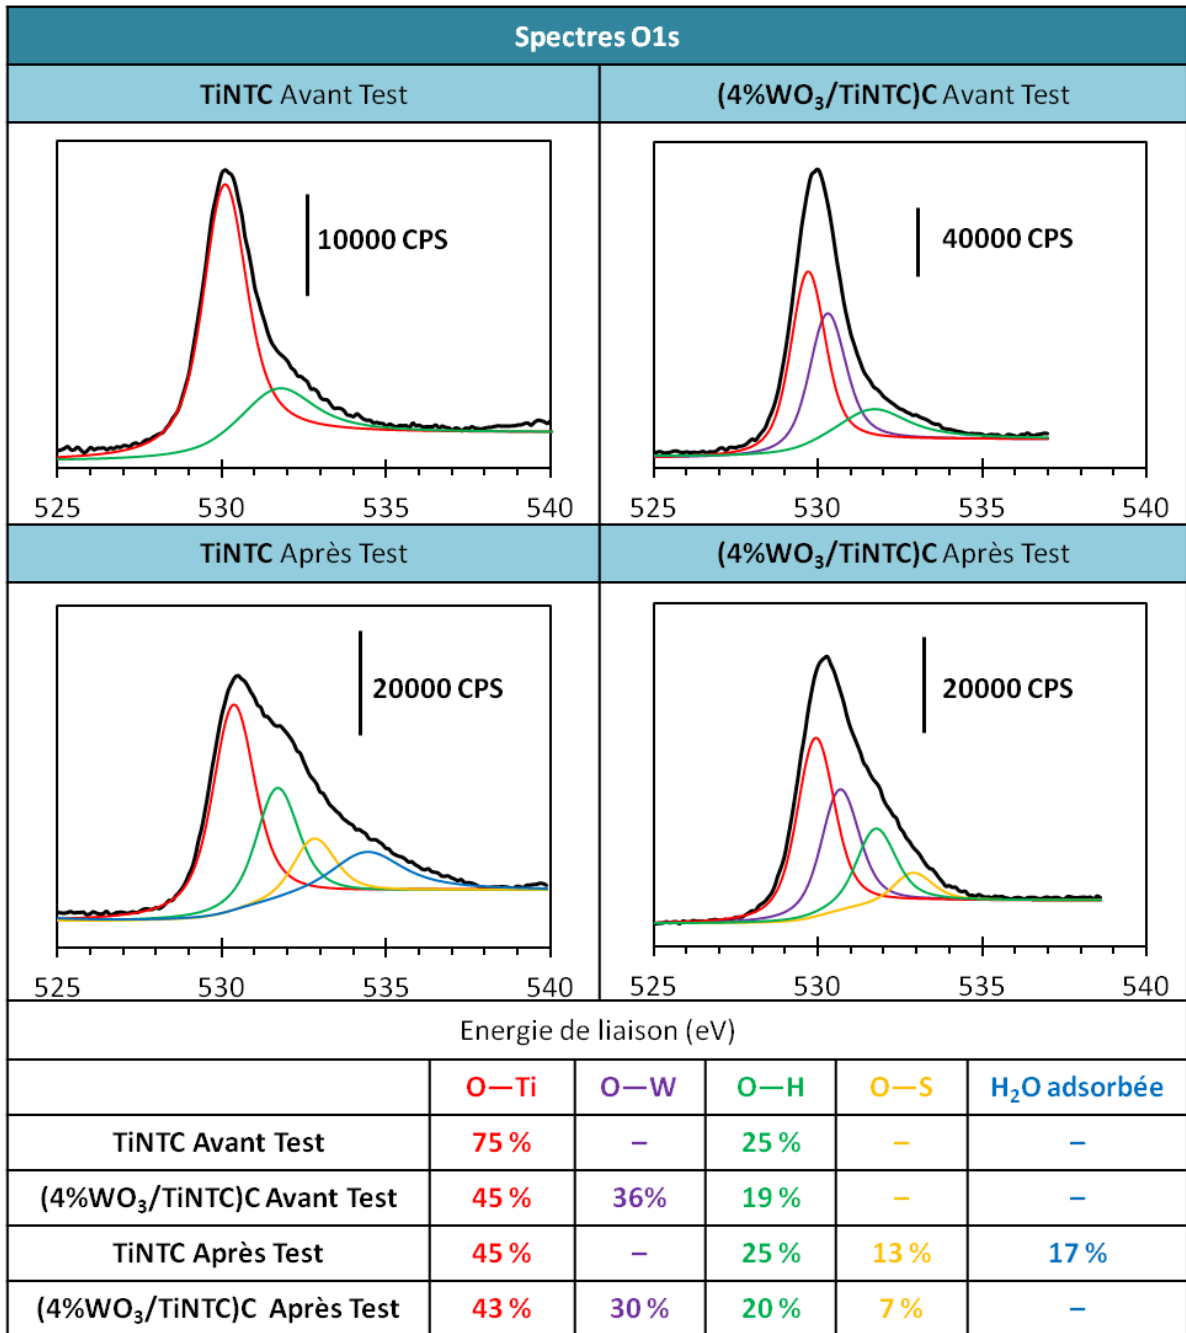 Spectres O1s
TiNTC Avant Test
(4%WO₃/TiNTC)C Avant Test
10000 CPS
40000 CPS
525 530 535 540
525 530 535 540
TiNTC Après Test
(4%WO₃/TiNTC)C Après Test
20000 CPS
20000 CPS
525 530 535 540
525 530 535 540
Energie de liaison (eV)
O—Ti O—W O—H O—S H₂O adsorbée
TiNTC Avant Test 75 % – 25 % – –
(4%WO₃/TiNTC)C Avant Test 45 % 36% 19 % – –
TiNTC Après Test 45 % – 25 % 13 % 17 %
(4%WO₃/TiNTC)C Après Test 43 % 30 % 20 % 7 % –